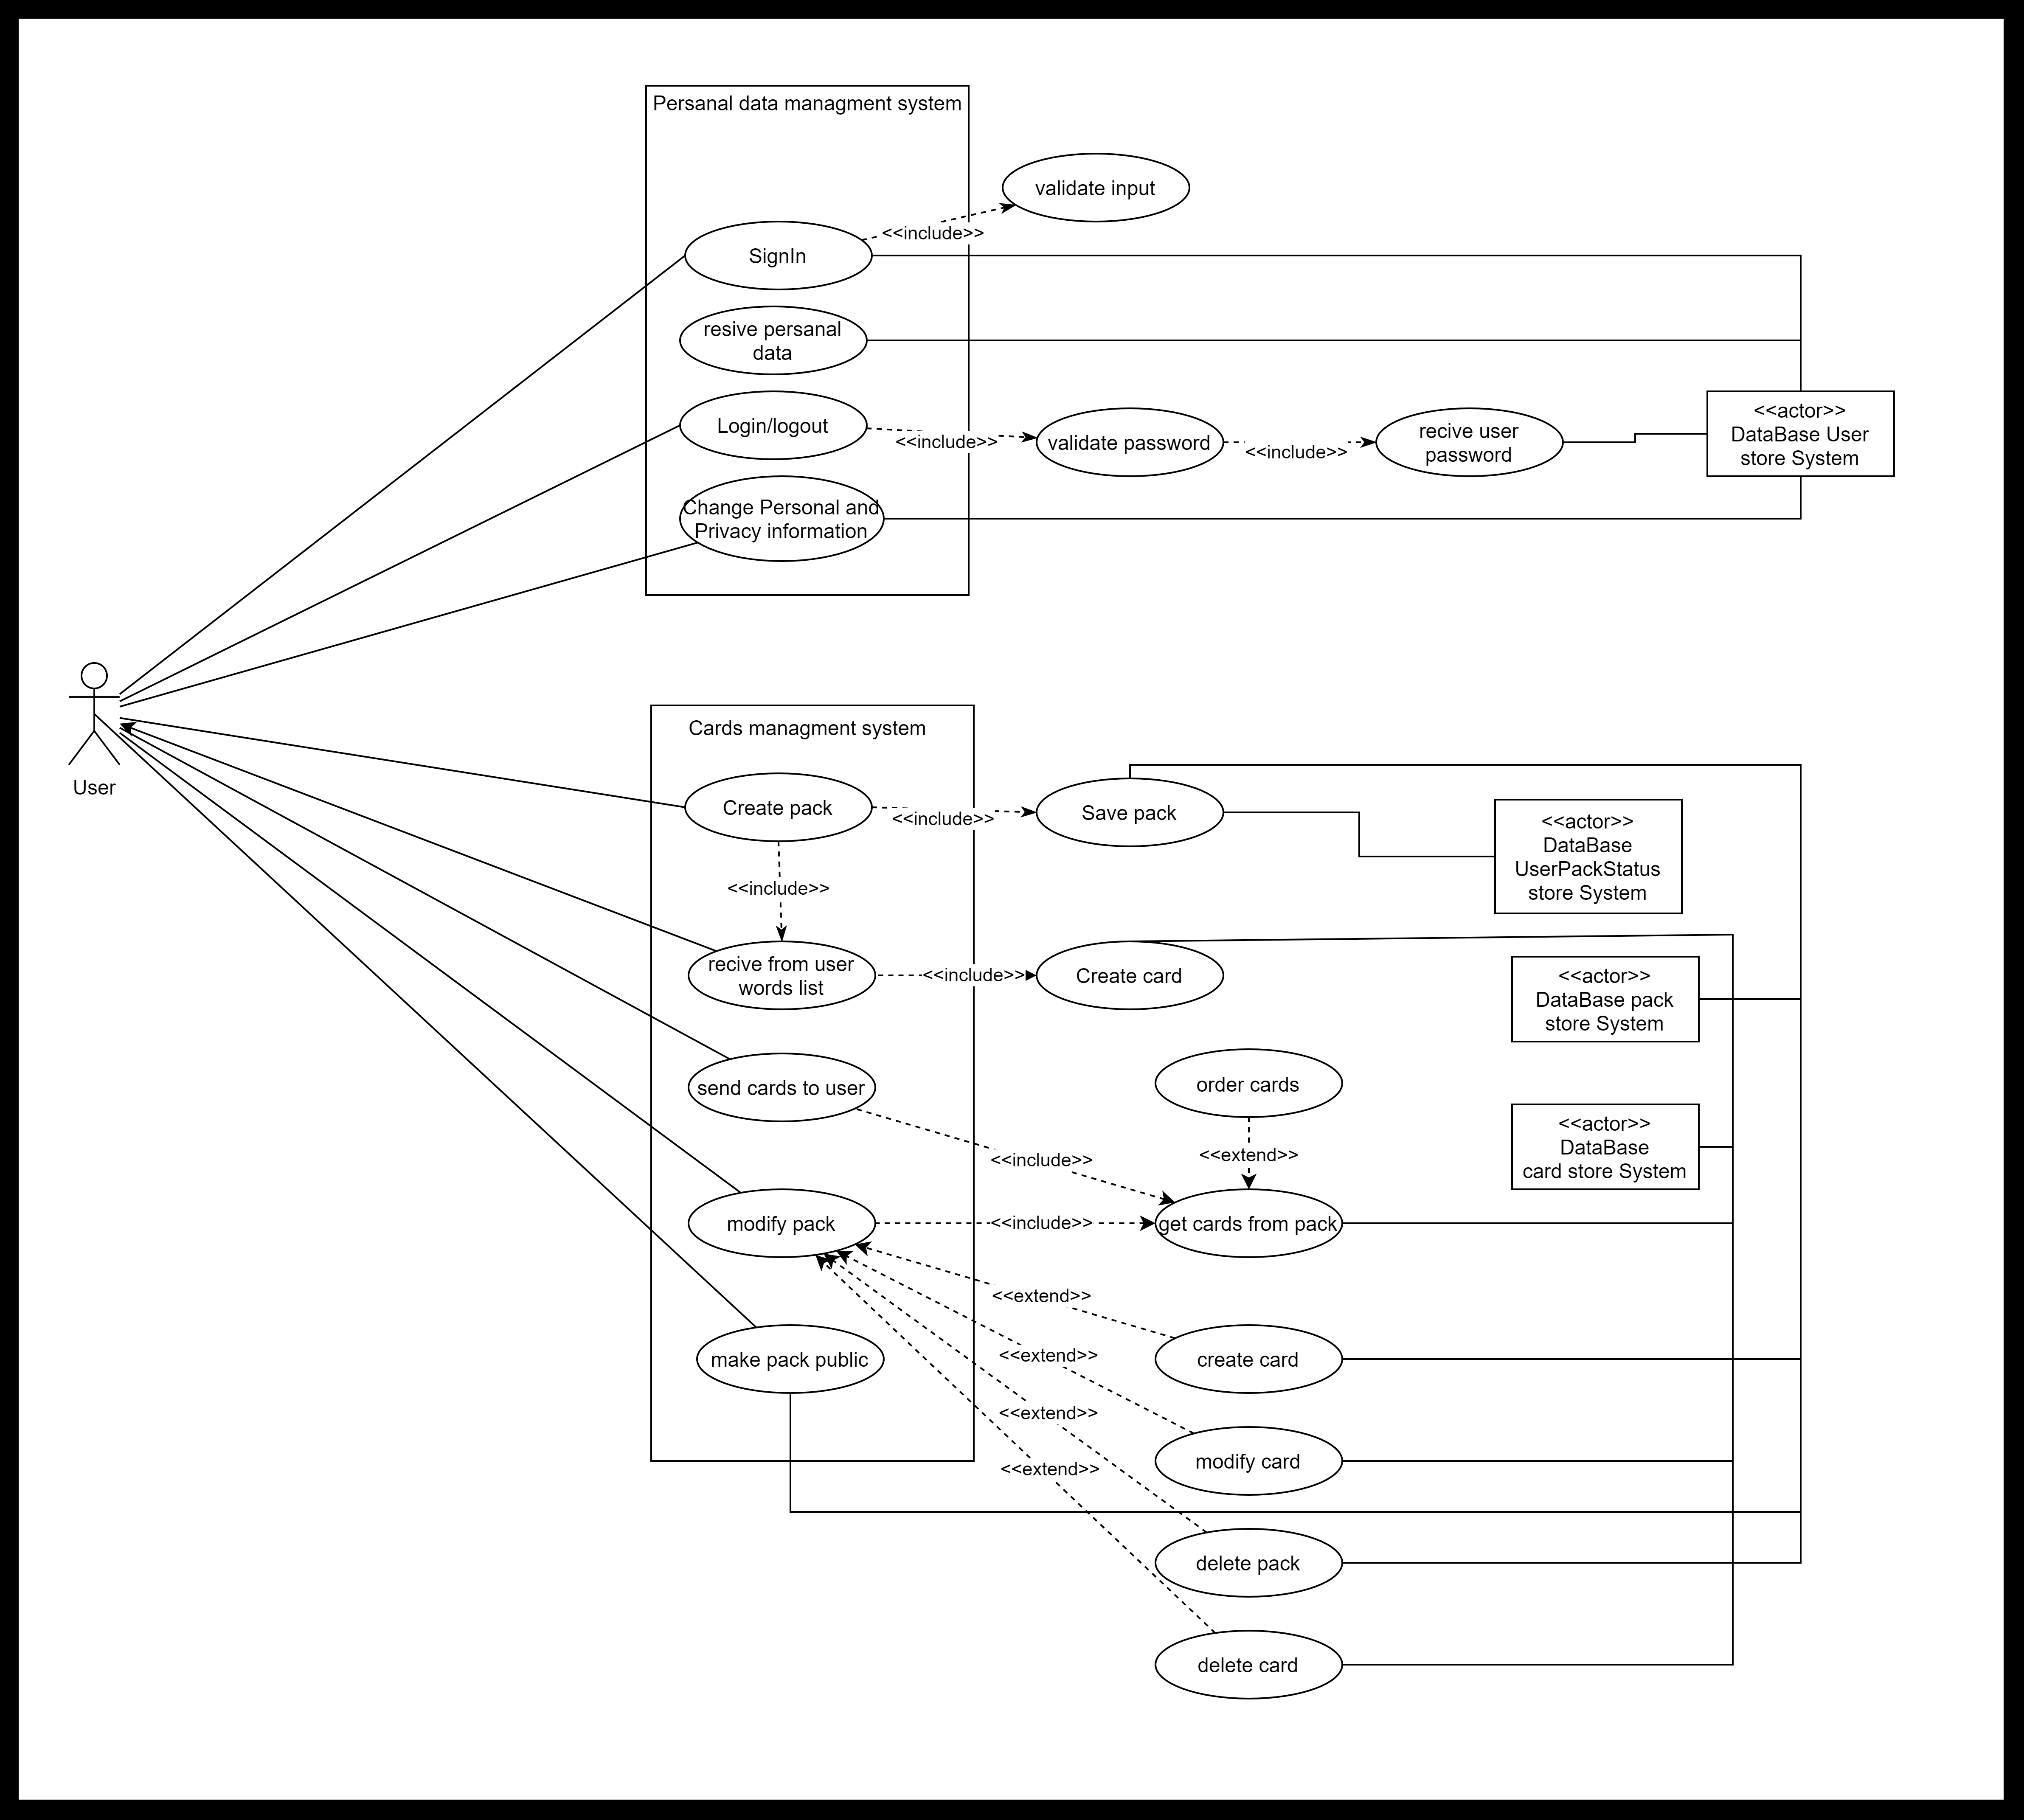 Persanal data managment system
validate input
<<include>>
SignIn
resive persanal
data
Login/logout
<<include>>
validate password
<<include>>
recive user
password
<<actor>>
DataBase User
store System
Change Personal and
Privacy information
User
Cards managment system
Create pack
<<include>>
Save pack
<<actor>>
DataBase
UserPackStatus
store System
<<include>>
recive from user
words list
<<include>>
Create card
<<actor>>
DataBase pack
store System
send cards to user
order cards
<<include>>
<<extend>>
<<actor>>
DataBase
card store System
modify pack
<<include>>
get cards from pack
<<extend>>
make pack public
<<extend>>
create card
<<extend>>
modify card
<<extend>>
delete pack
delete card